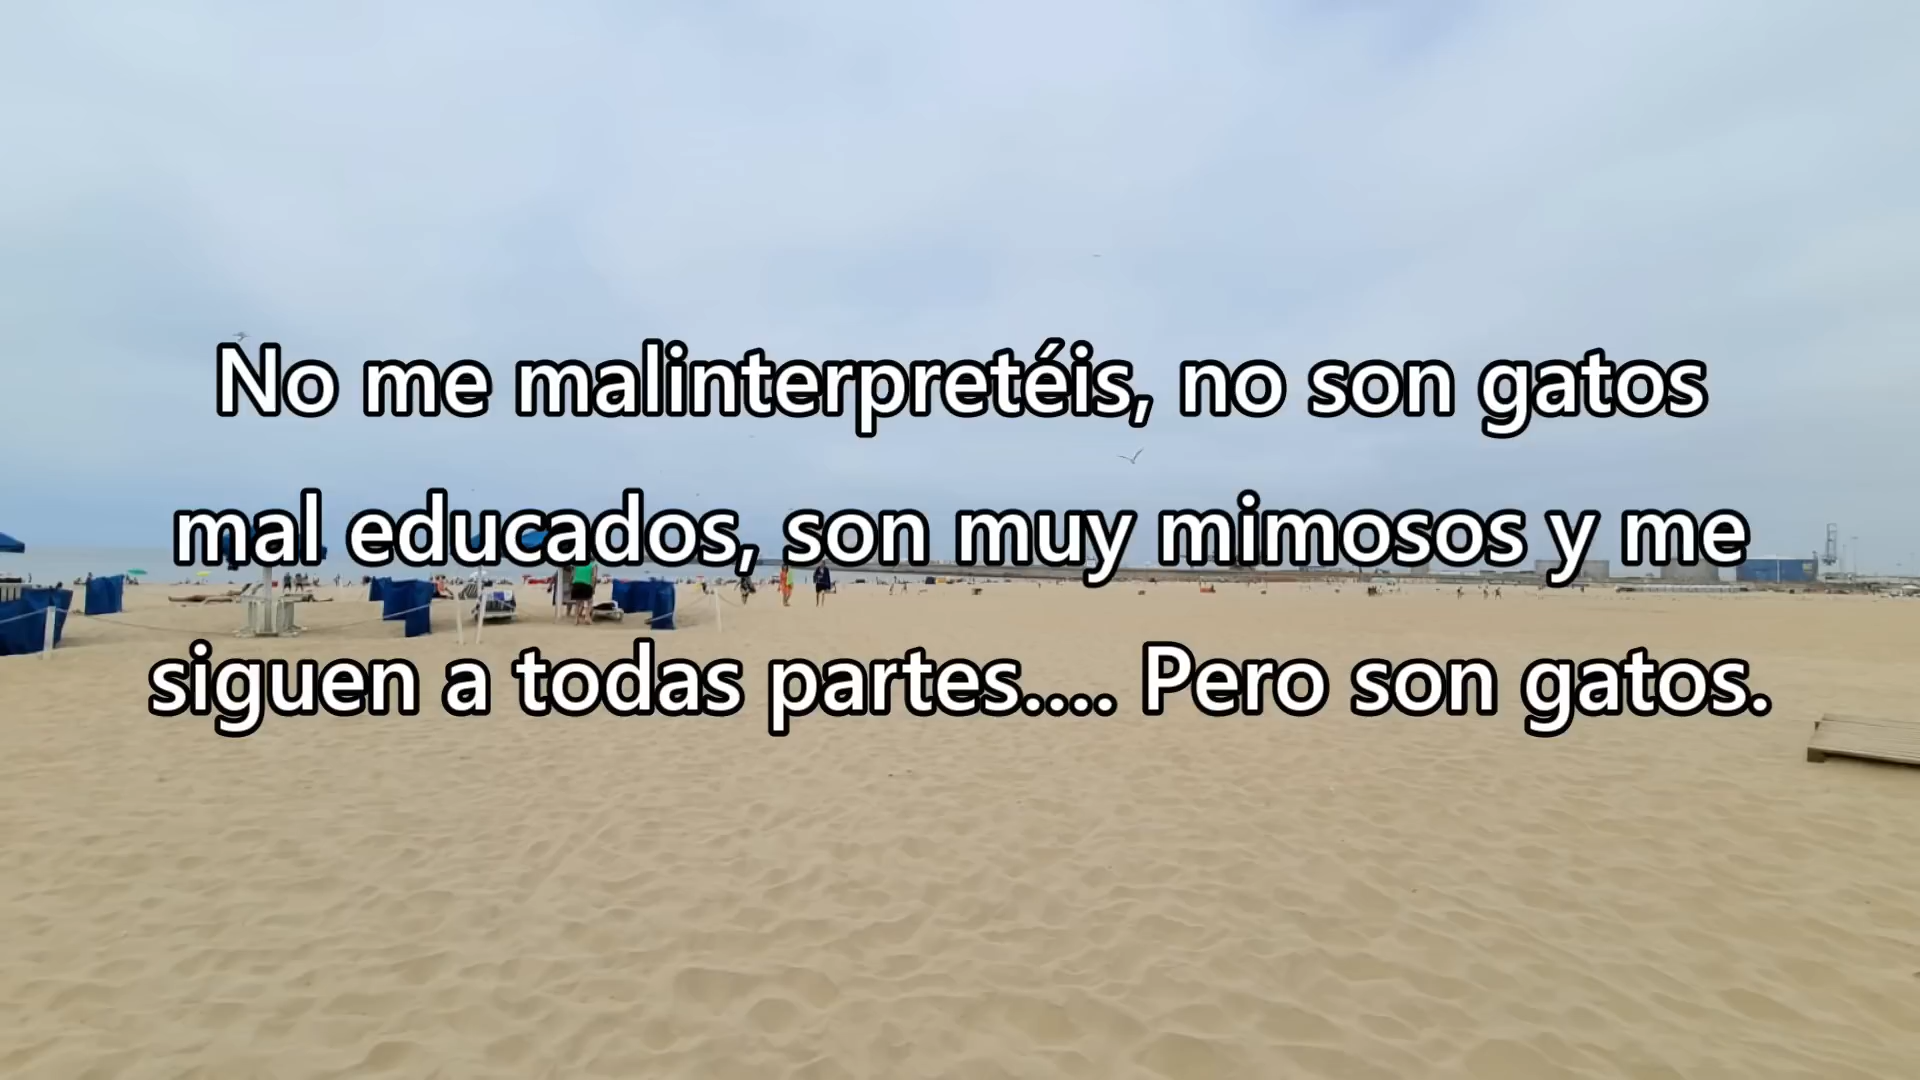 No me malinterpretéis, no son gatos
mal educados, son muy mimosos y me
siguen a todas partes.... Pero son gatos.